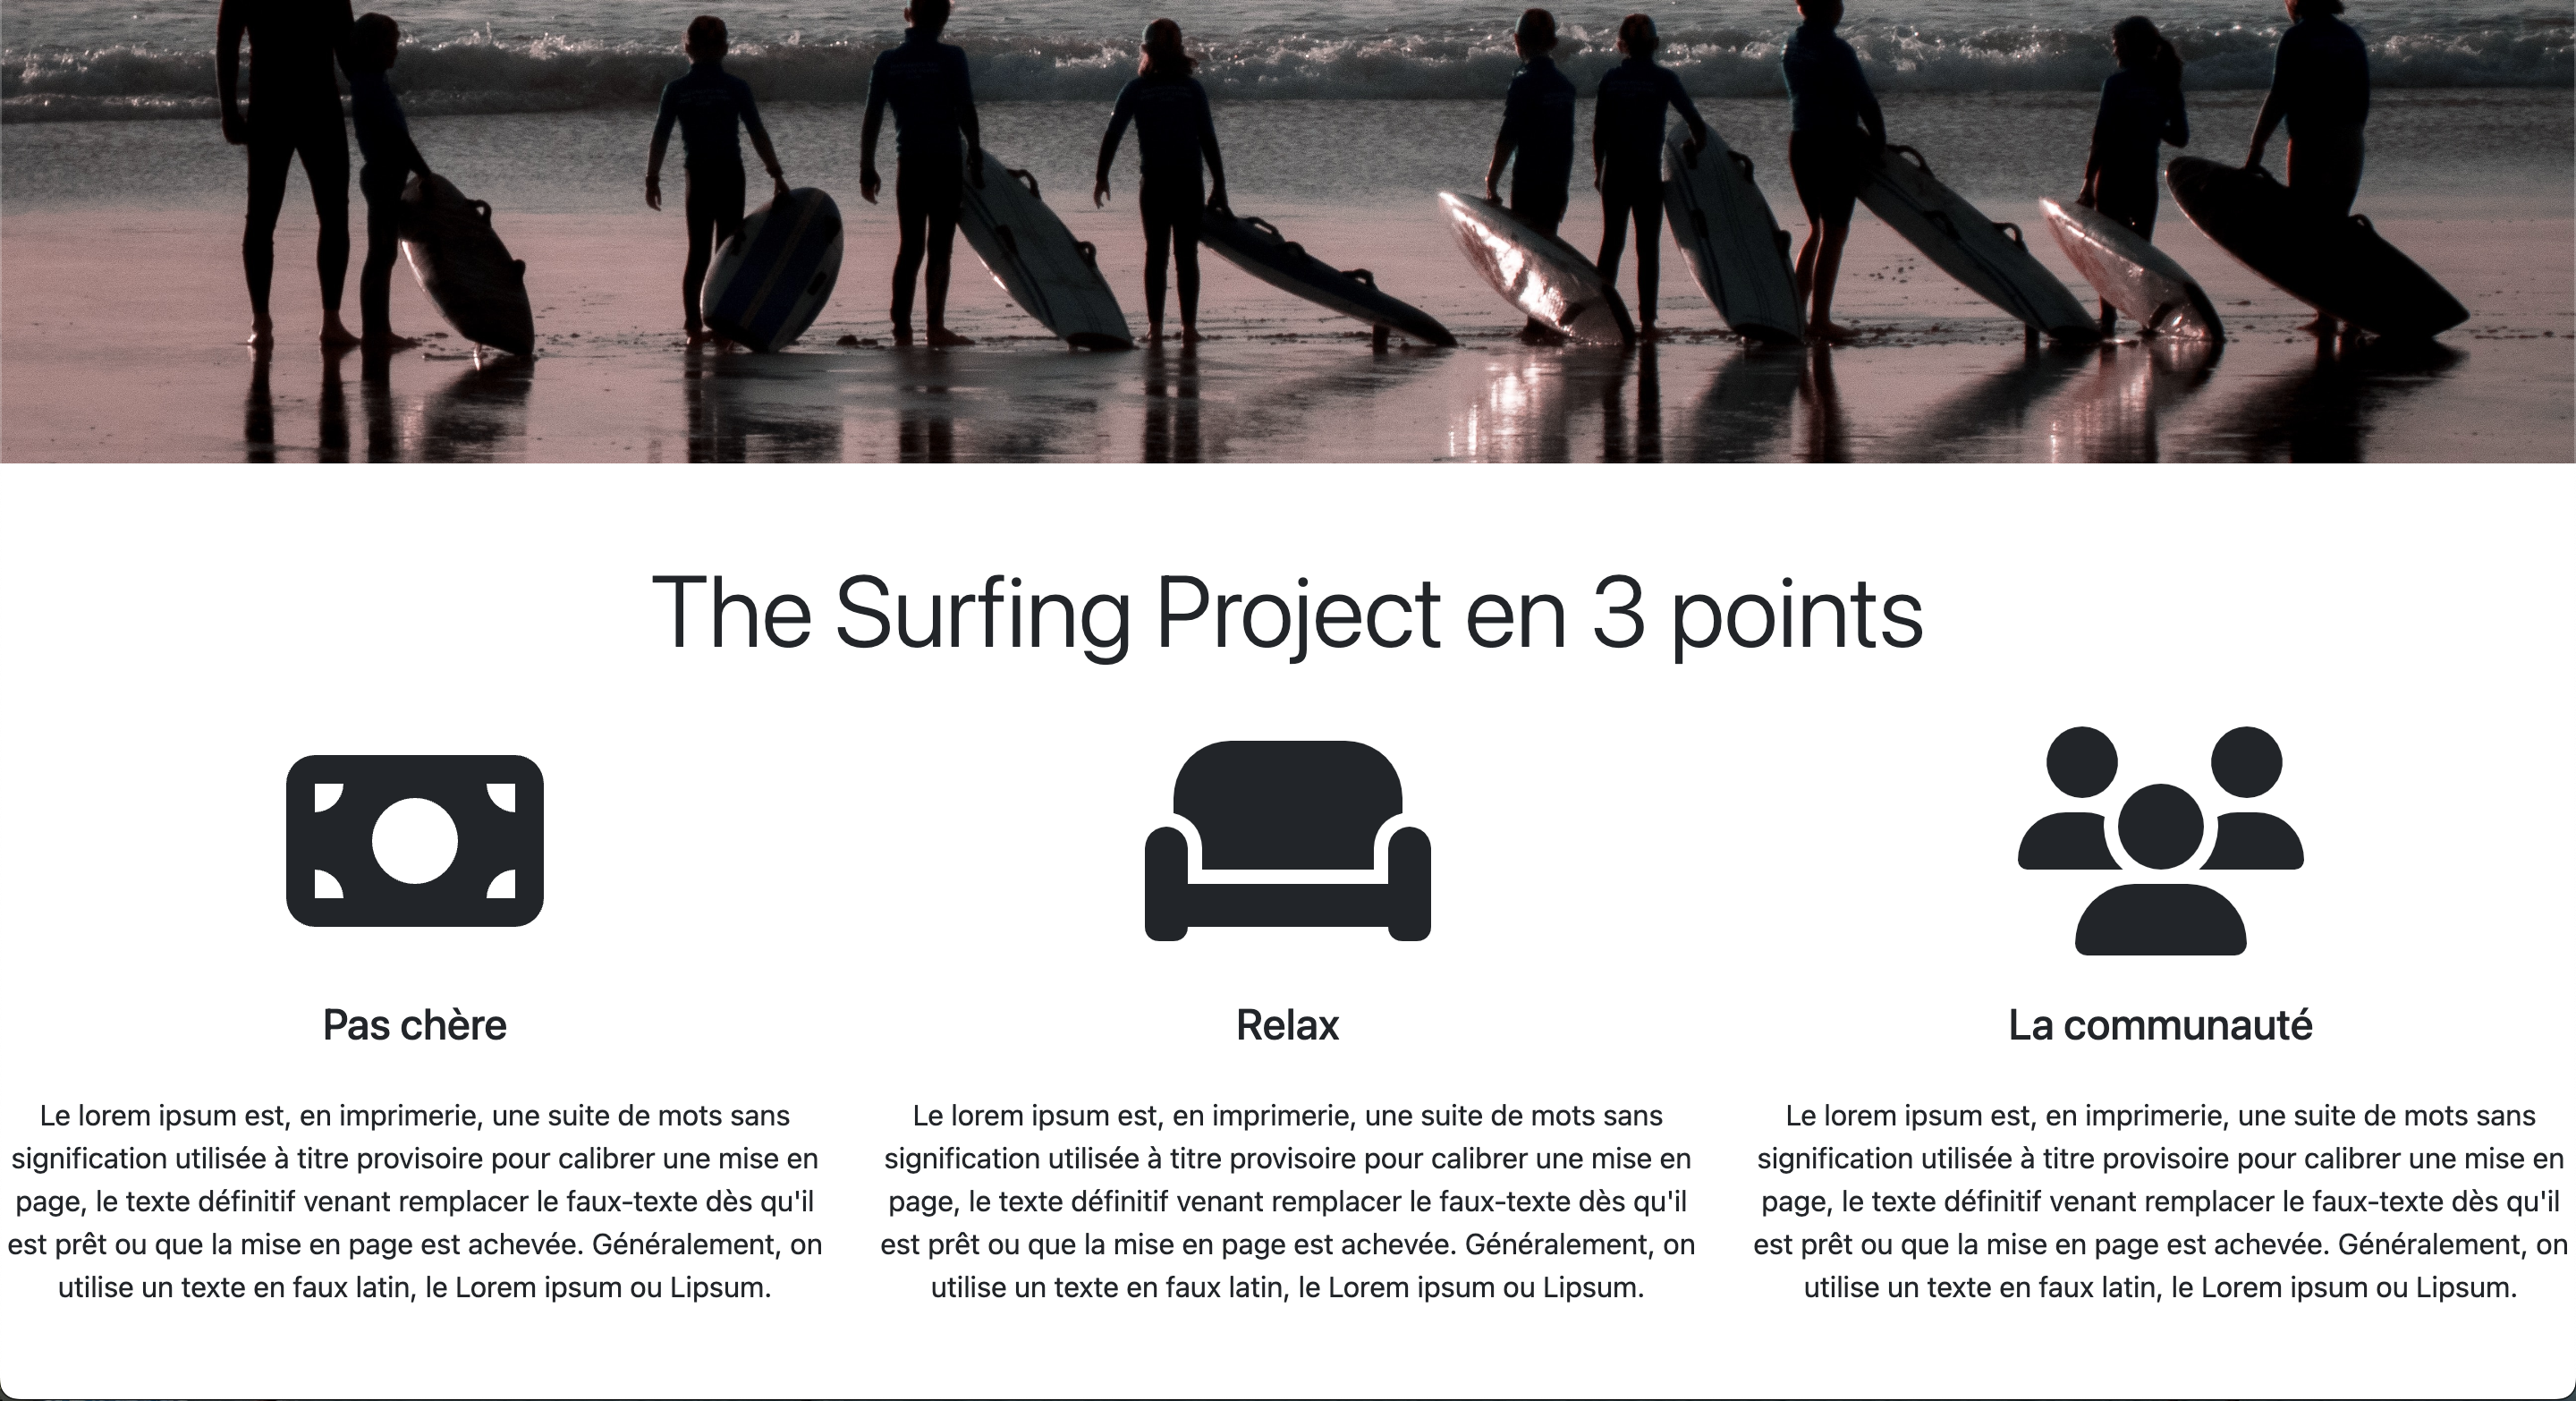 The Surfing Project en 3 points
Pas chère
Le lorem ipsum est, en imprimerie, une suite de mots sans
signification utilisée à titre provisoire pour calibrer une mise en
page, le texte définitif venant remplacer le faux-texte dès qu'il
est prêt ou que la mise en page est achevée. Généralement, on
utilise un texte en faux latin, le Lorem ipsum ou Lipsum.
Relax
Le lorem ipsum est, en imprimerie, une suite de mots sans
signification utilisée à titre provisoire pour calibrer une mise en
page, le texte définitif venant remplacer le faux-texte dès qu'il
est prêt ou que la mise en page est achevée. Généralement, on
utilise un texte en faux latin, le Lorem ipsum ou Lipsum.
La communauté
Le lorem ipsum est, en imprimerie, une suite de mots sans
signification utilisée à titre provisoire pour calibrer une mise en
page, le texte définitif venant remplacer le faux-texte dès qu'il
est prêt ou que la mise en page est achevée. Généralement, on
utilise un texte en faux latin, le Lorem ipsum ou Lipsum.